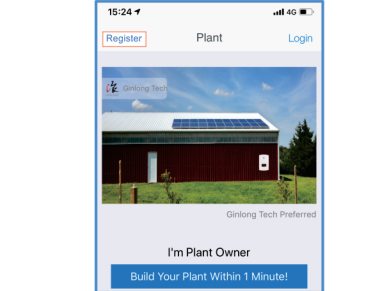 15:24
4G
Register
Plant
Login
Ginlong Tech
Ginlong Tech Preferred
I'm Plant Owner
Build Your Plant Within 1 Minute!